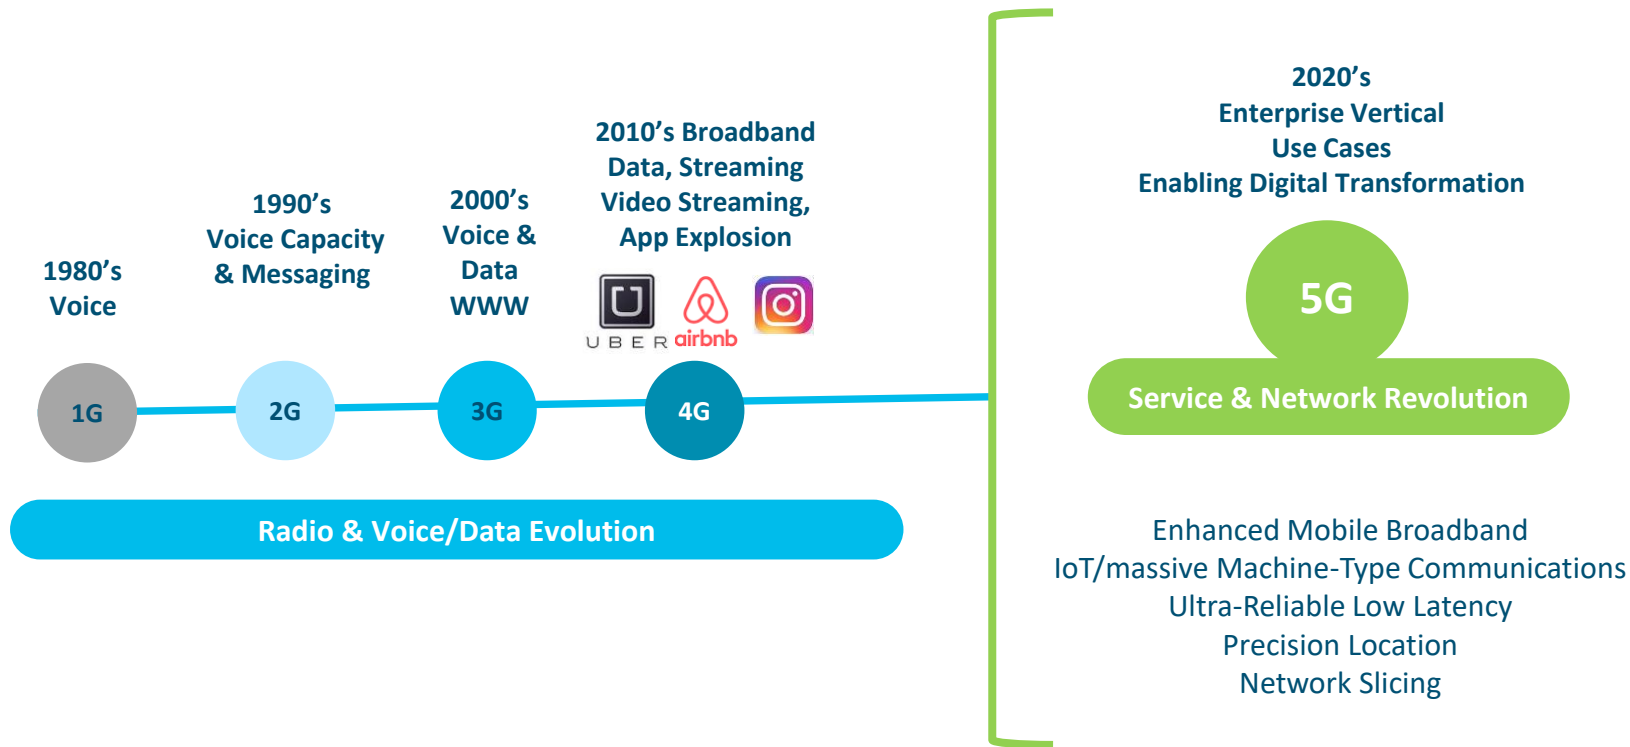 1980’s
Voice
1G
1990’s
Voice Capacity
& Messaging
2G
2000’s
Voice &
Data
WWW
3G
2010’s Broadband
Data, Streaming
Video Streaming,
App Explosion
UBER
airbnb
4G
Radio & Voice/Data Evolution
2020’s
Enterprise Vertical
Use Cases
Enabling Digital Transformation
5G
Service & Network Revolution
Enhanced Mobile Broadband
IoT/massive Machine-Type Communications
Ultra-Reliable Low Latency
Precision Location
Network Slicing